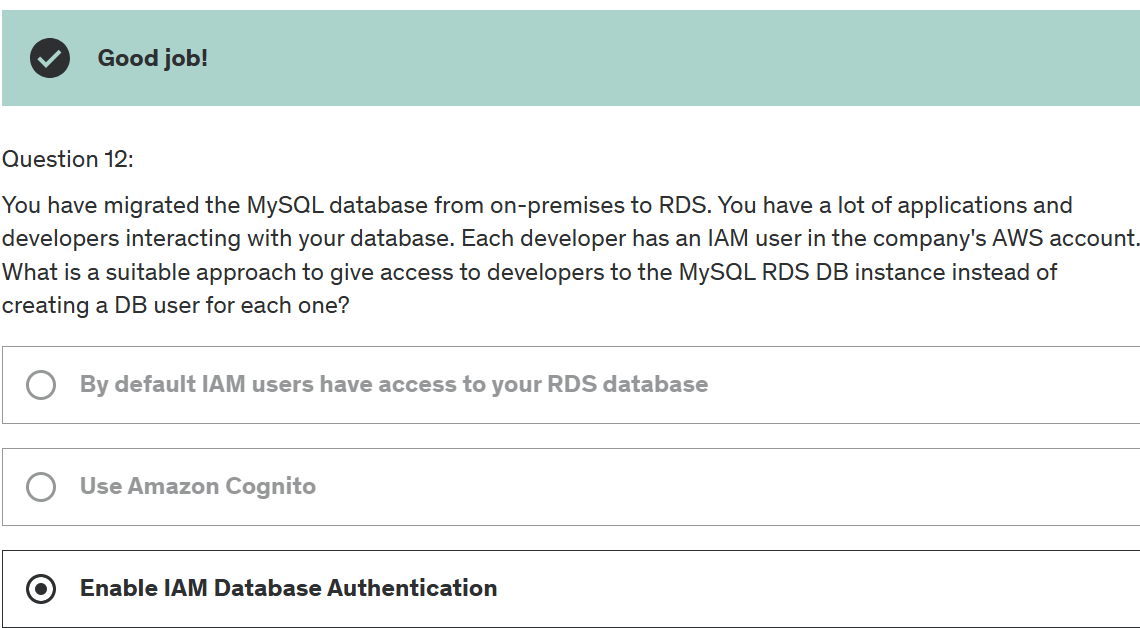 Good job!
Question 12:
You have migrated the MySQL database from on-premises to RDS. You have a lot of applications and
developers interacting with your database. Each developer has an IAM user in the company's AWS account.
What is a suitable approach to give access to developers to the MySQL RDS DB instance instead of
creating a DB user for each one?
By default IAM users have access to your RDS database
Use Amazon Cognito
Enable IAM Database Authentication